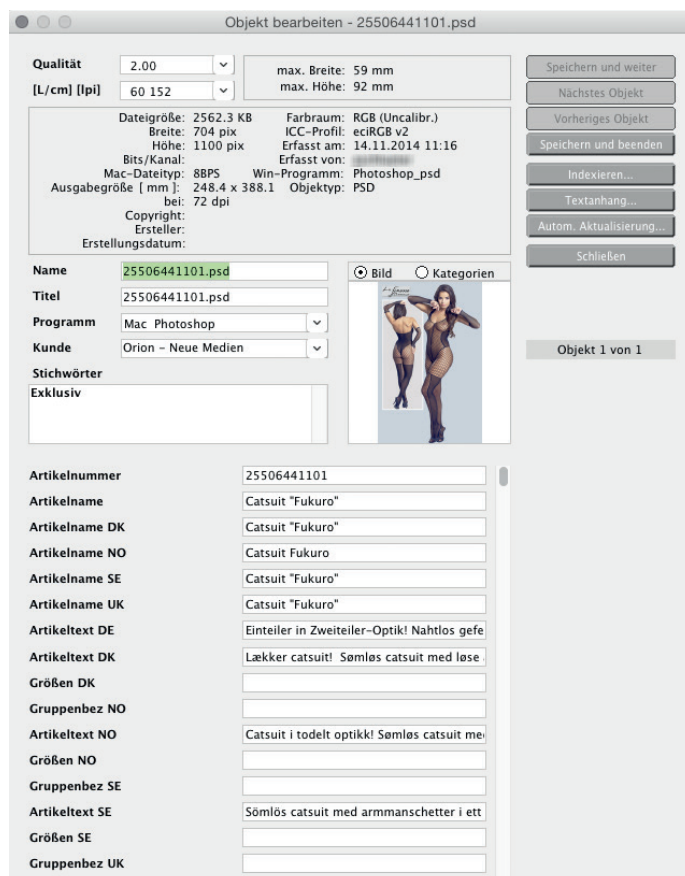 Objekt bearbeiten - 25506441101.psd
Qualität 2.00
[L/cm] [lpi] 60 152
max. Breite: 59 mm
max. Höhe: 92 mm
Dateigröße: 2562.3 KB Farbraum: RGB (Uncalibr.)
Breite: 704 pix ICC-Profil: eciRGB v2
Höhe: 1100 pix Erfasst am: 14.11.2014 11:16
Bits/Kanal: Erfasst von:
Mac-Dateityp: 8BPS Win-Programm: Photoshop_psd
Ausgabegröße [ mm ]: 248.4 x 388.1 Objektyp: PSD
bei: 72 dpi
Copyright:
Ersteller:
Erstellungsdatum:
Speichern und weiter
Nächstes Objekt
Vorheriges Objekt
Speichern und beenden
Indexieren...
Textanhang...
Autom. Aktualisierung...
Schließen
Objekt 1 von 1
Name 25506441101.psd
Titel 25506441101.psd
Programm Mac Photoshop
Kunde Orion - Neue Medien
Stichwörter
Exklusiv
Bild Kategorien
Artikelnummer 25506441101
Artikelname Catsuit "Fukuro"
Artikelname DK Catsuit "Fukuro"
Artikelname NO Catsuit Fukuro
Artikelname SE Catsuit "Fukuro"
Artikelname UK Catsuit "Fukuro"
Artikeltext DE Einteiler in Zweiteiler-Optik! Nahtlos gefe
Artikeltext DK Lækker catsuit! Sømløs catsuit med løse
Größen DK
Gruppenbez NO
Artikeltext NO Catsuit i todelt optikk! Sømløs catsuit me
Größen NO
Gruppenbez SE
Artikeltext SE Sömlös catsuit med armmanschetter i ett
Größen SE
Gruppenbez UK